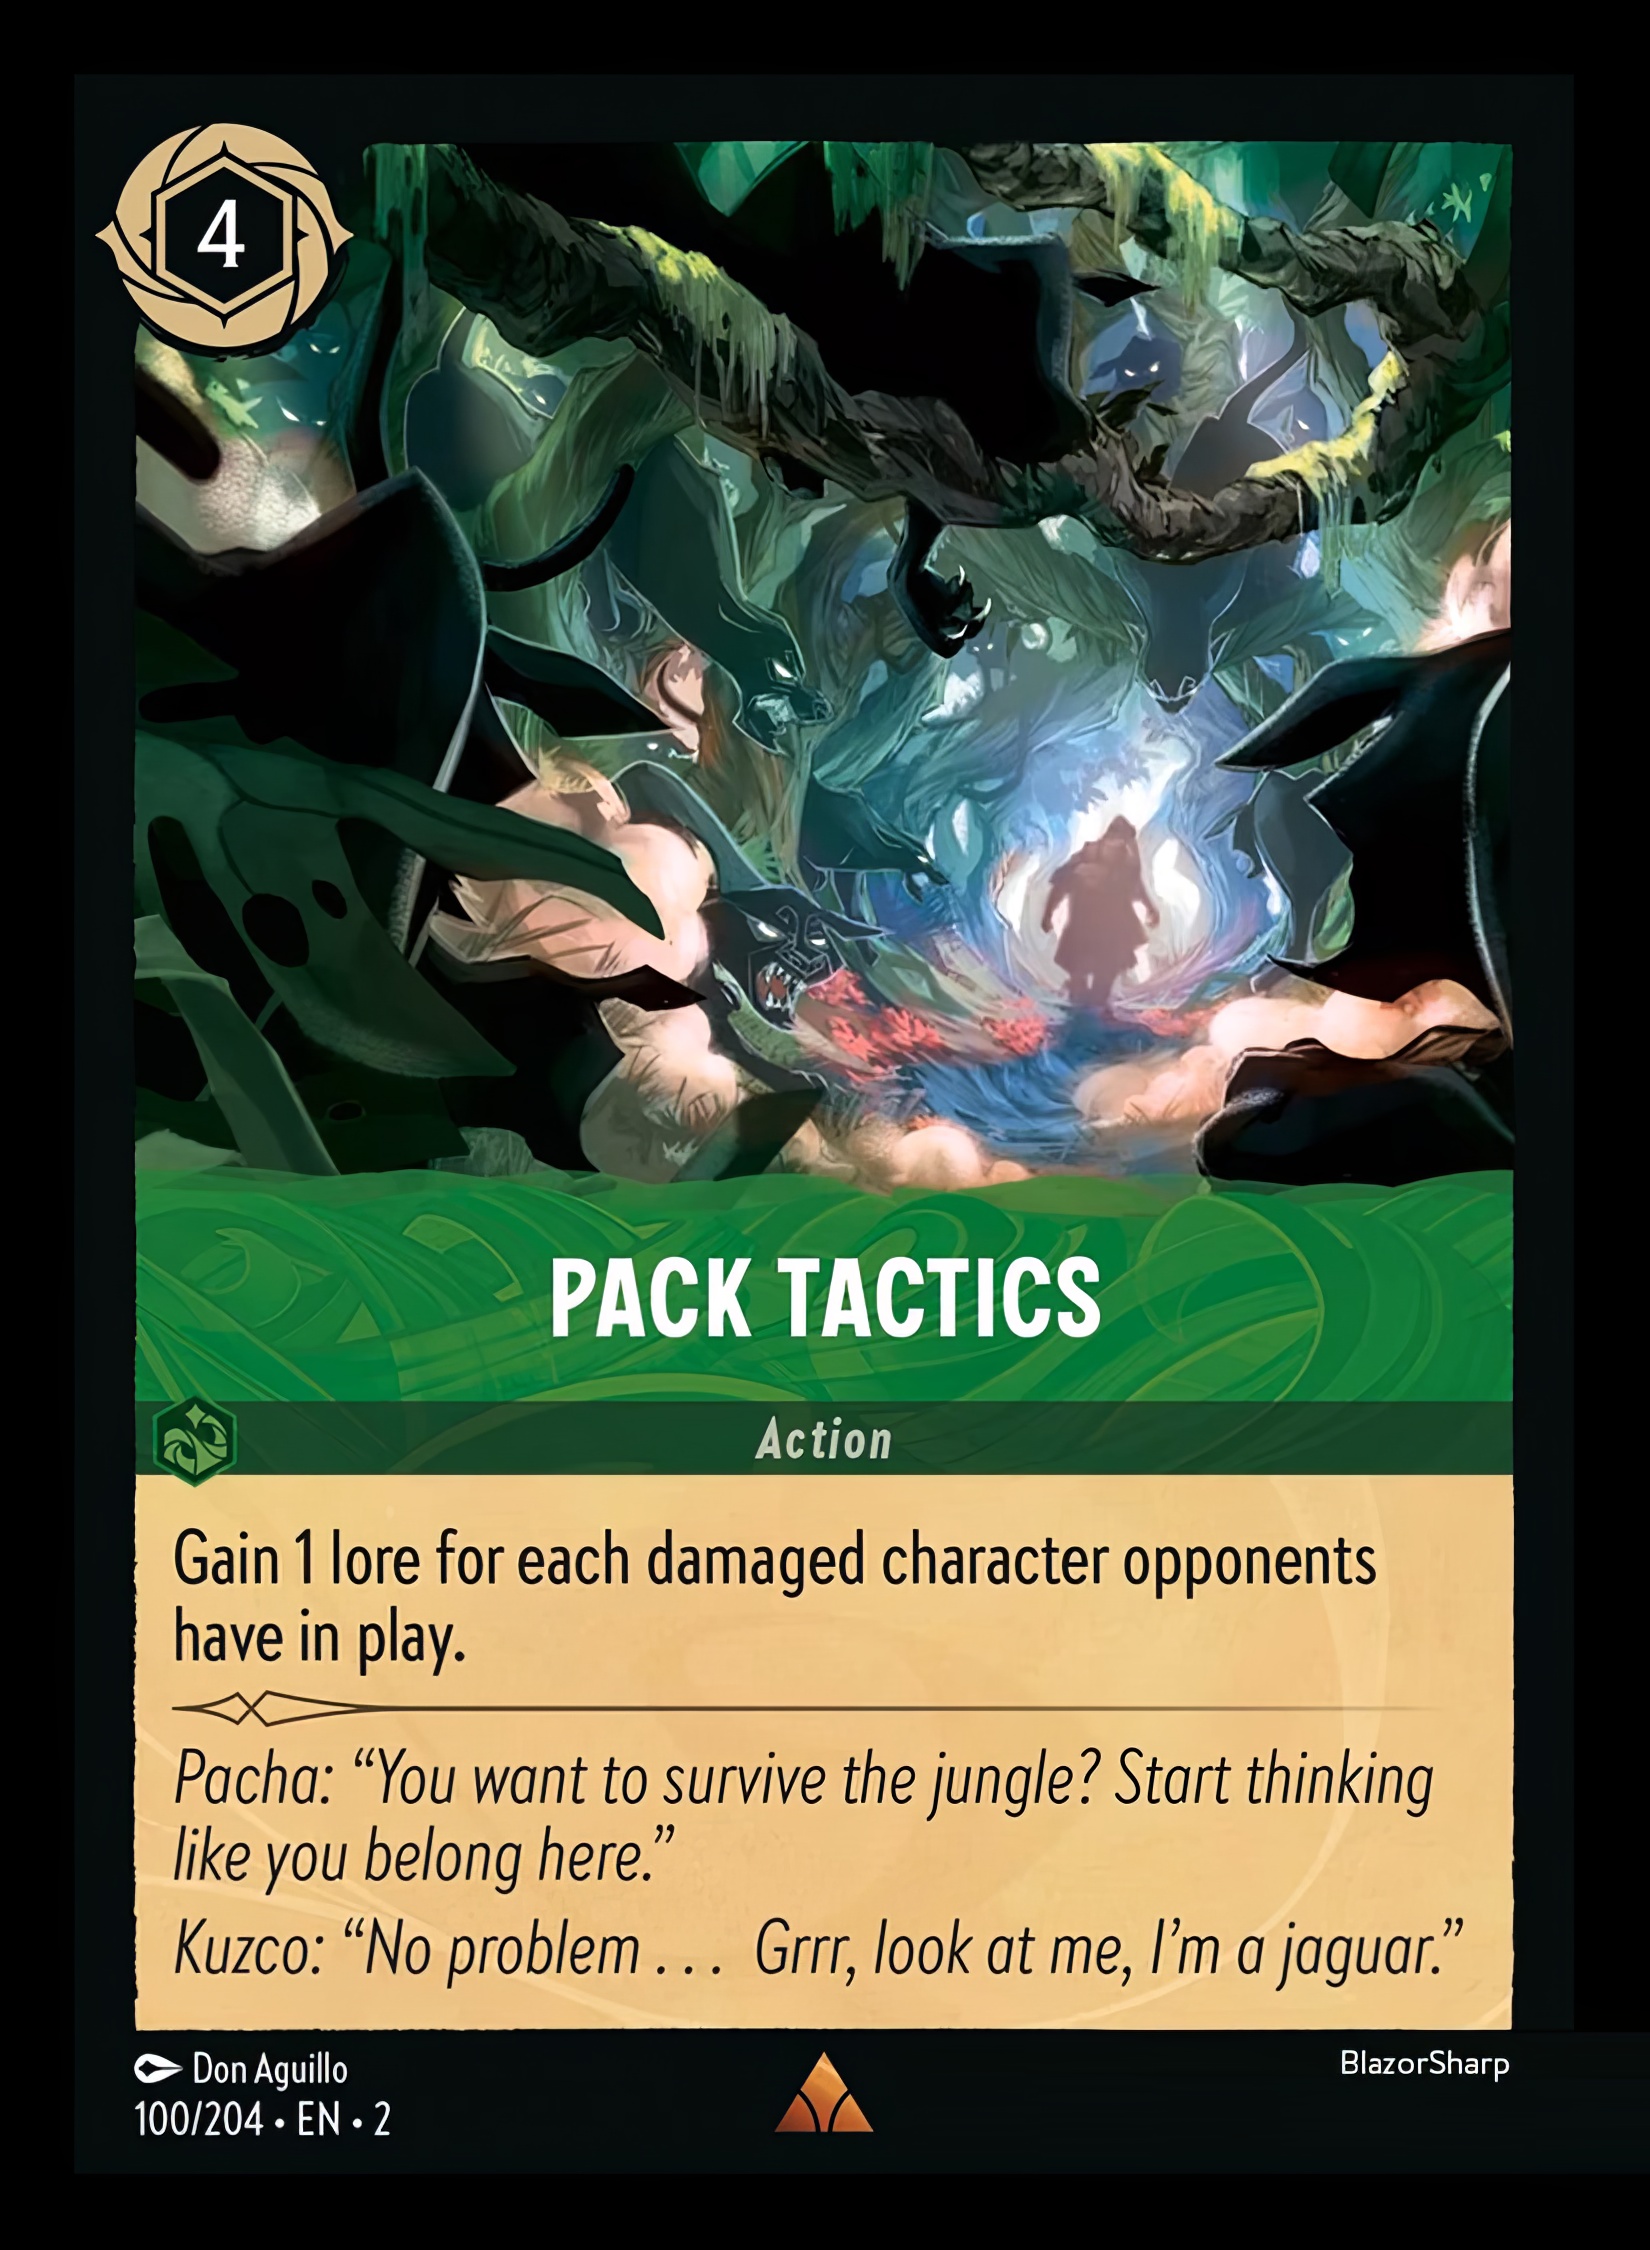 4
PACK TACTICS
Action
Gain 1 lore for each damaged character opponents
have in play.
Pacha: “You want to survive the jungle? Start thinking
like you belong here.”
Kuzco: “No problem . . .  Grrr, look at me, I’m a jaguar.”
Don Aguillo
BlazorSharp
100/204 • EN • 2